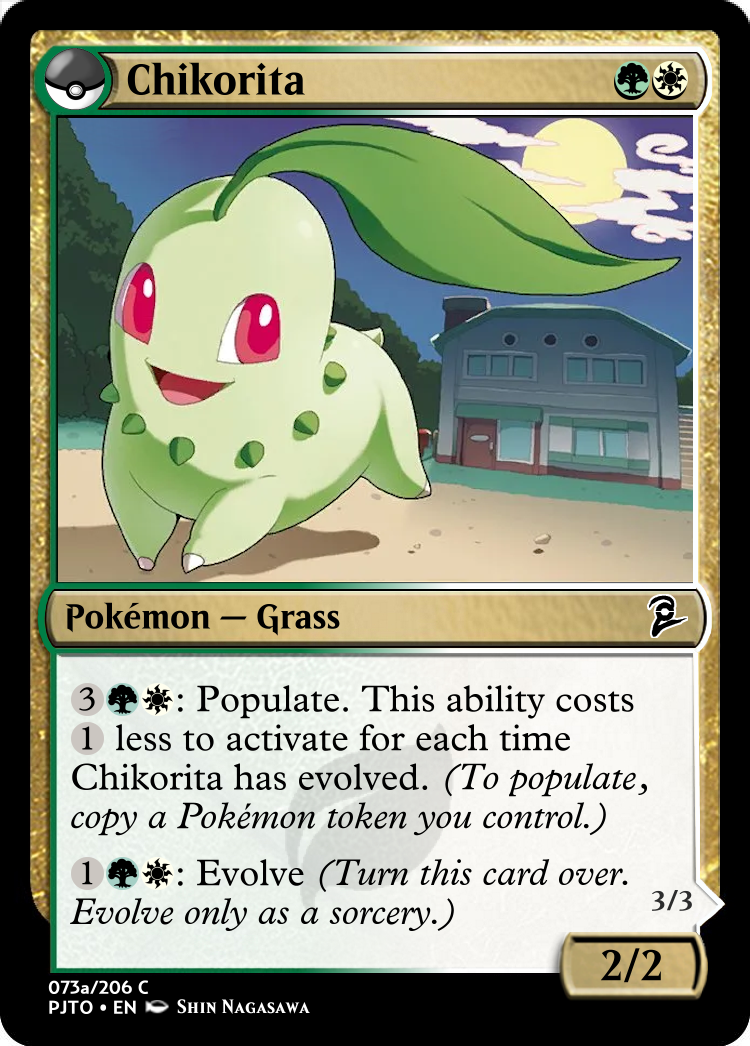 Chikorita
Pokémon — Grass
3: Populate. This ability costs
1 less to activate for each time
Chikorita has evolved. (To populate,
copy a Pokémon token you control.)
1: Evolve (Turn this card over.
Evolve only as a sorcery.)
3/3
2/2
073a/206 C
PJTO • EN Shin Nagasawa